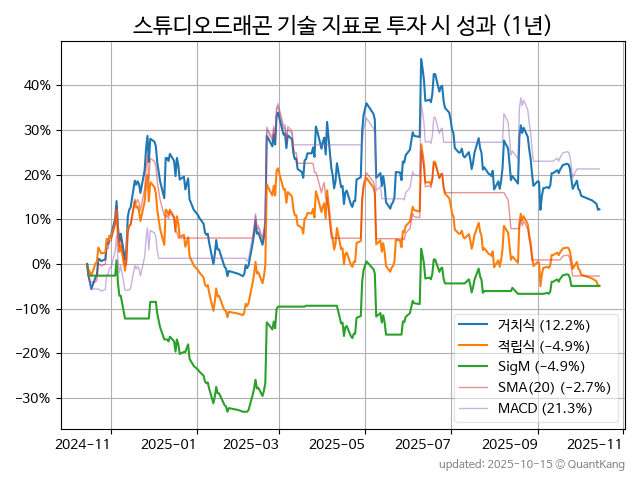 스튜디오드래곤 기술 지표로 투자 시 성과 (1년)
40%
30%
20%
10%
0%
−10%
−20%
−30%
거치식 (12.2%)
적립식 (−4.9%)
SigM (−4.9%)
SMA(20) (−2.7%)
MACD (21.3%)
2024-11 2025-01 2025-03 2025-05 2025-07 2025-09 2025-11
updated: 2025-10-15 © QuantKang